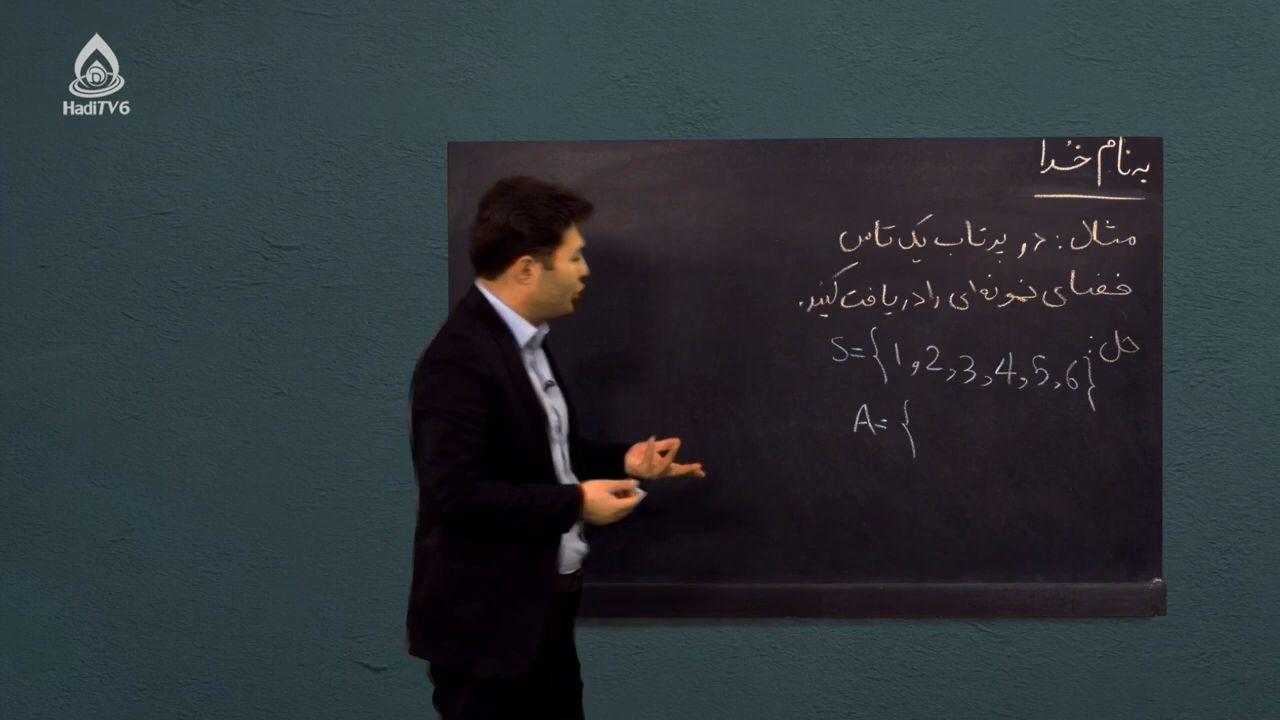 HadiTV6
به نام خدا
مثال: در پرتاب یک تاس
فضای نمونه‌ای را دریافت کنید.
حل: S={1,2,3,4,5,6}
A={